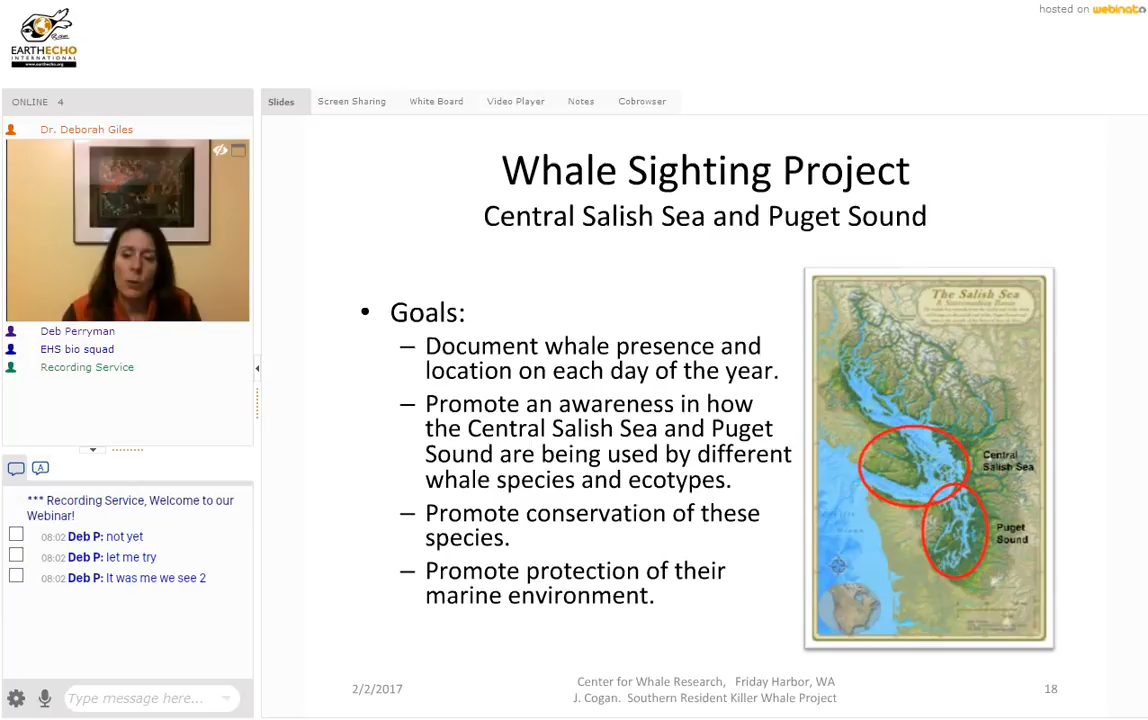 hosted on webinato
EARTHECHO
INTERNATIONAL
www.earthecho.org
ONLINE 4
Dr. Deborah Giles
Deb Perryman
EHS bio squad
Recording Service
*** Recording Service, Welcome to our
Webinar!
08:02 Deb P: not yet
08:02 Deb P: let me try
08:02 Deb P: It was me we see 2
Type message here...
Slides
Screen Sharing
White Board
Video Player
Notes
Cobrowser
Whale Sighting Project
Central Salish Sea and Puget Sound
• Goals:
– Document whale presence and
location on each day of the year.
– Promote an awareness in how
the Central Salish Sea and Puget
Sound are being used by different
whale species and ecotypes.
– Promote conservation of these
species.
– Promote protection of their
marine environment.
The Salish Sea
& Surrounding Basin
Central
Salish Sea
Puget
Sound
2/2/2017
Center for Whale Research, Friday Harbor, WA
J. Cogan. Southern Resident Killer Whale Project
18